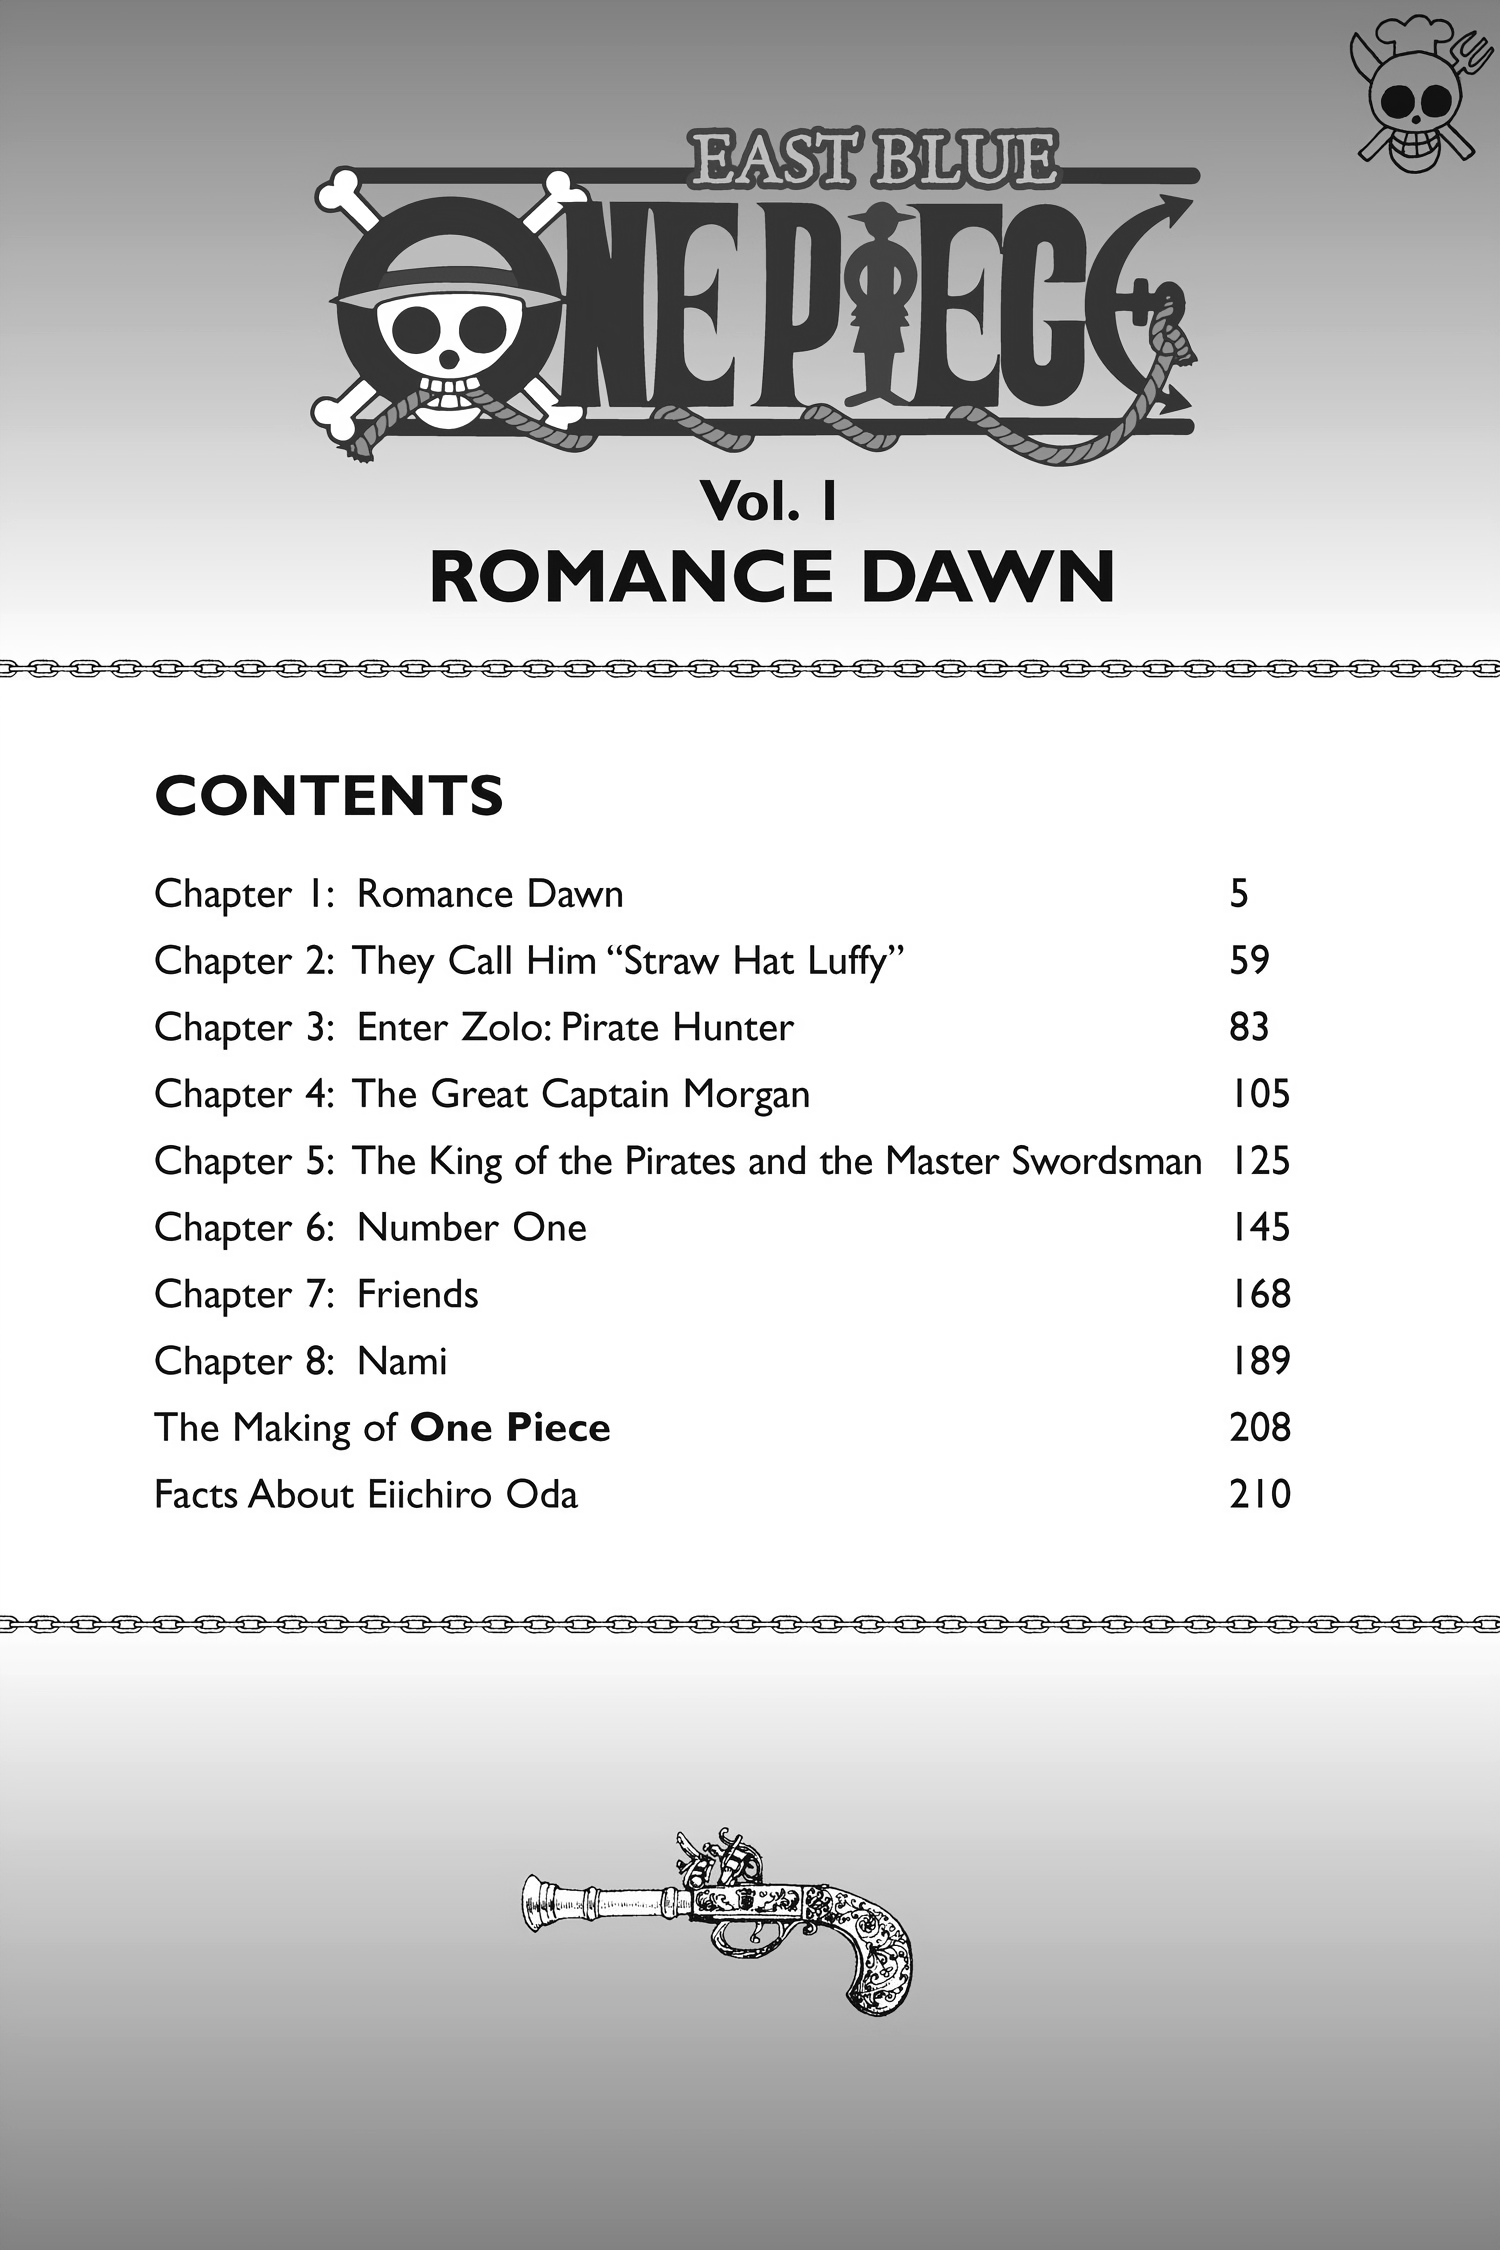 EAST BLUE
ONE PIECE
Vol. 1
ROMANCE DAWN
CONTENTS
Chapter 1: Romance Dawn 5
Chapter 2: They Call Him “Straw Hat Luffy” 59
Chapter 3: Enter Zolo: Pirate Hunter 83
Chapter 4: The Great Captain Morgan 105
Chapter 5: The King of the Pirates and the Master Swordsman 125
Chapter 6: Number One 145
Chapter 7: Friends 168
Chapter 8: Nami 189
The Making of One Piece 208
Facts About Eiichiro Oda 210